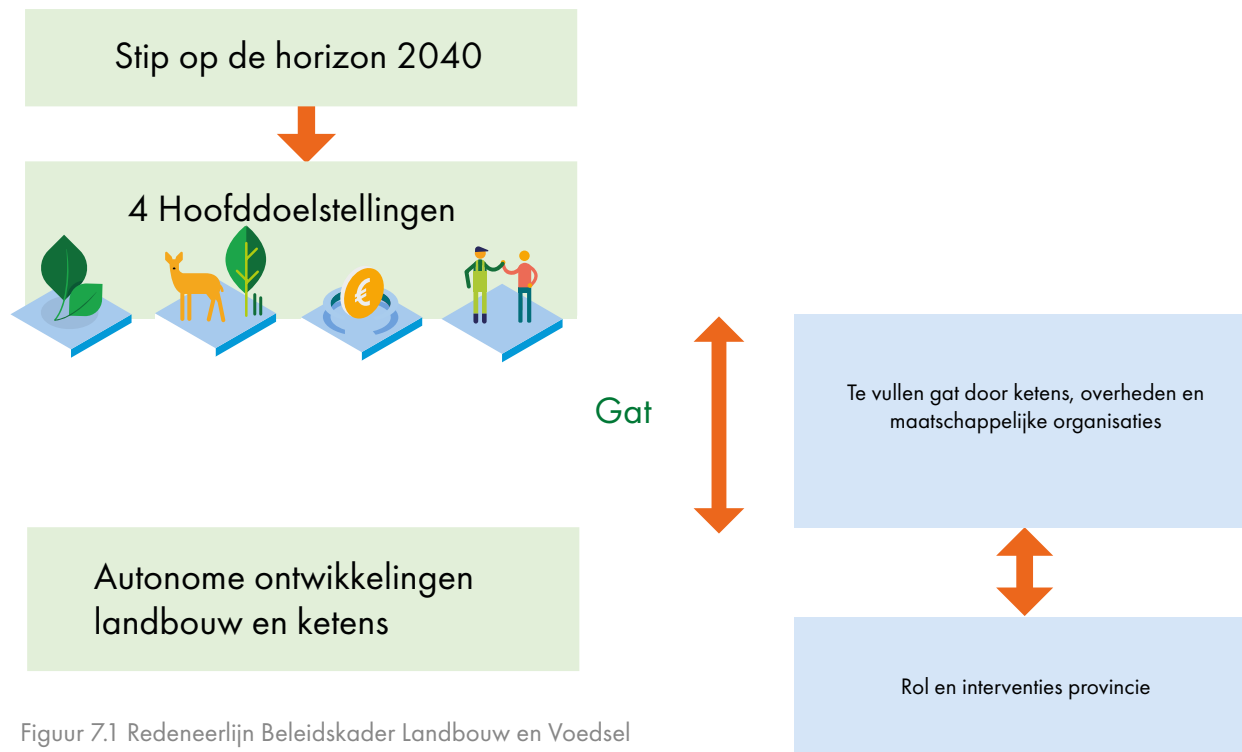 Stip op de horizon 2040
4 Hoofddoelstellingen
€
Gat
Te vullen gat door ketens, overheden en
maatschappelijke organisaties
Autonome ontwikkelingen
landbouw en ketens
Rol en interventies provincie
Figuur 7.1 Redeneerlijn Beleidskader Landbouw en Voedsel